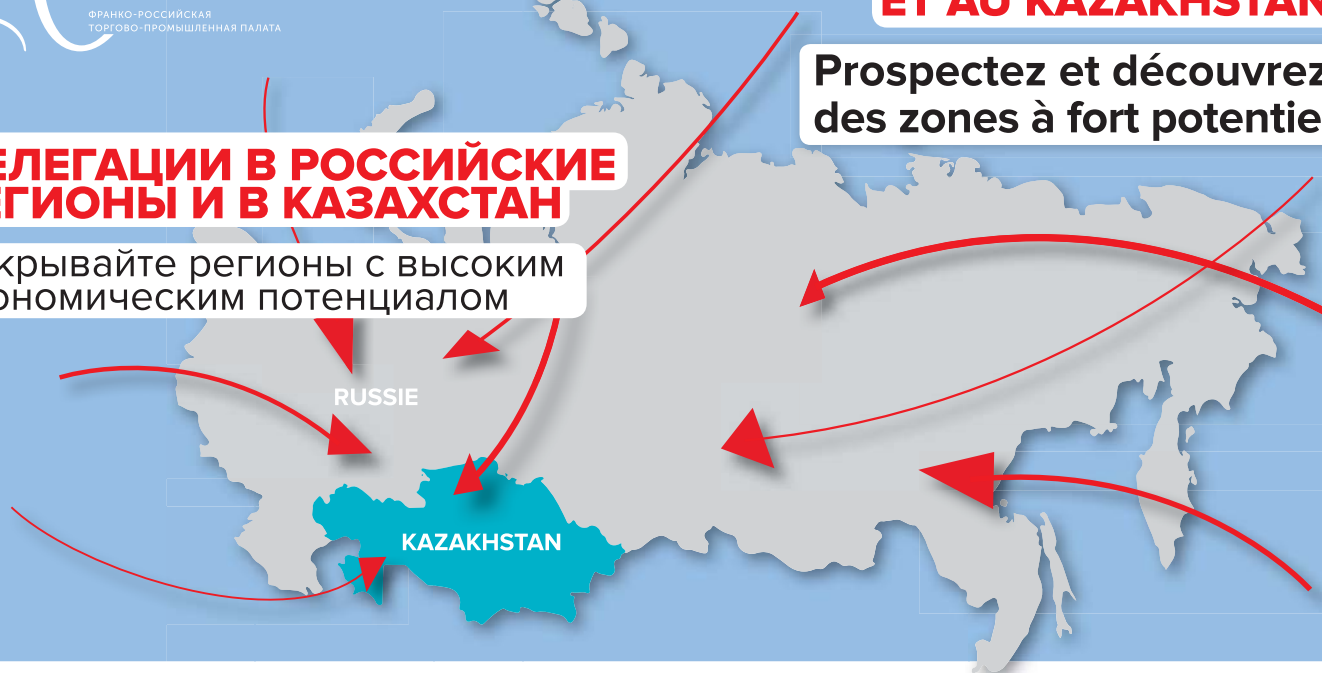 ФРАНКО-РОССИЙСКАЯ
ТОРГОВО-ПРОМЫШЛЕННАЯ ПАЛАТА
ET AU KAZAKHSTAN
Prospectez et découvrez
des zones à fort potentie
ЕЛЕГАЦИИ В РОССИЙСКИЕ
ЕГИОНЫ И В КАЗАХСТАН
крывайте регионы с высоким
ономическим потенциалом
RUSSIE
KAZAKHSTAN